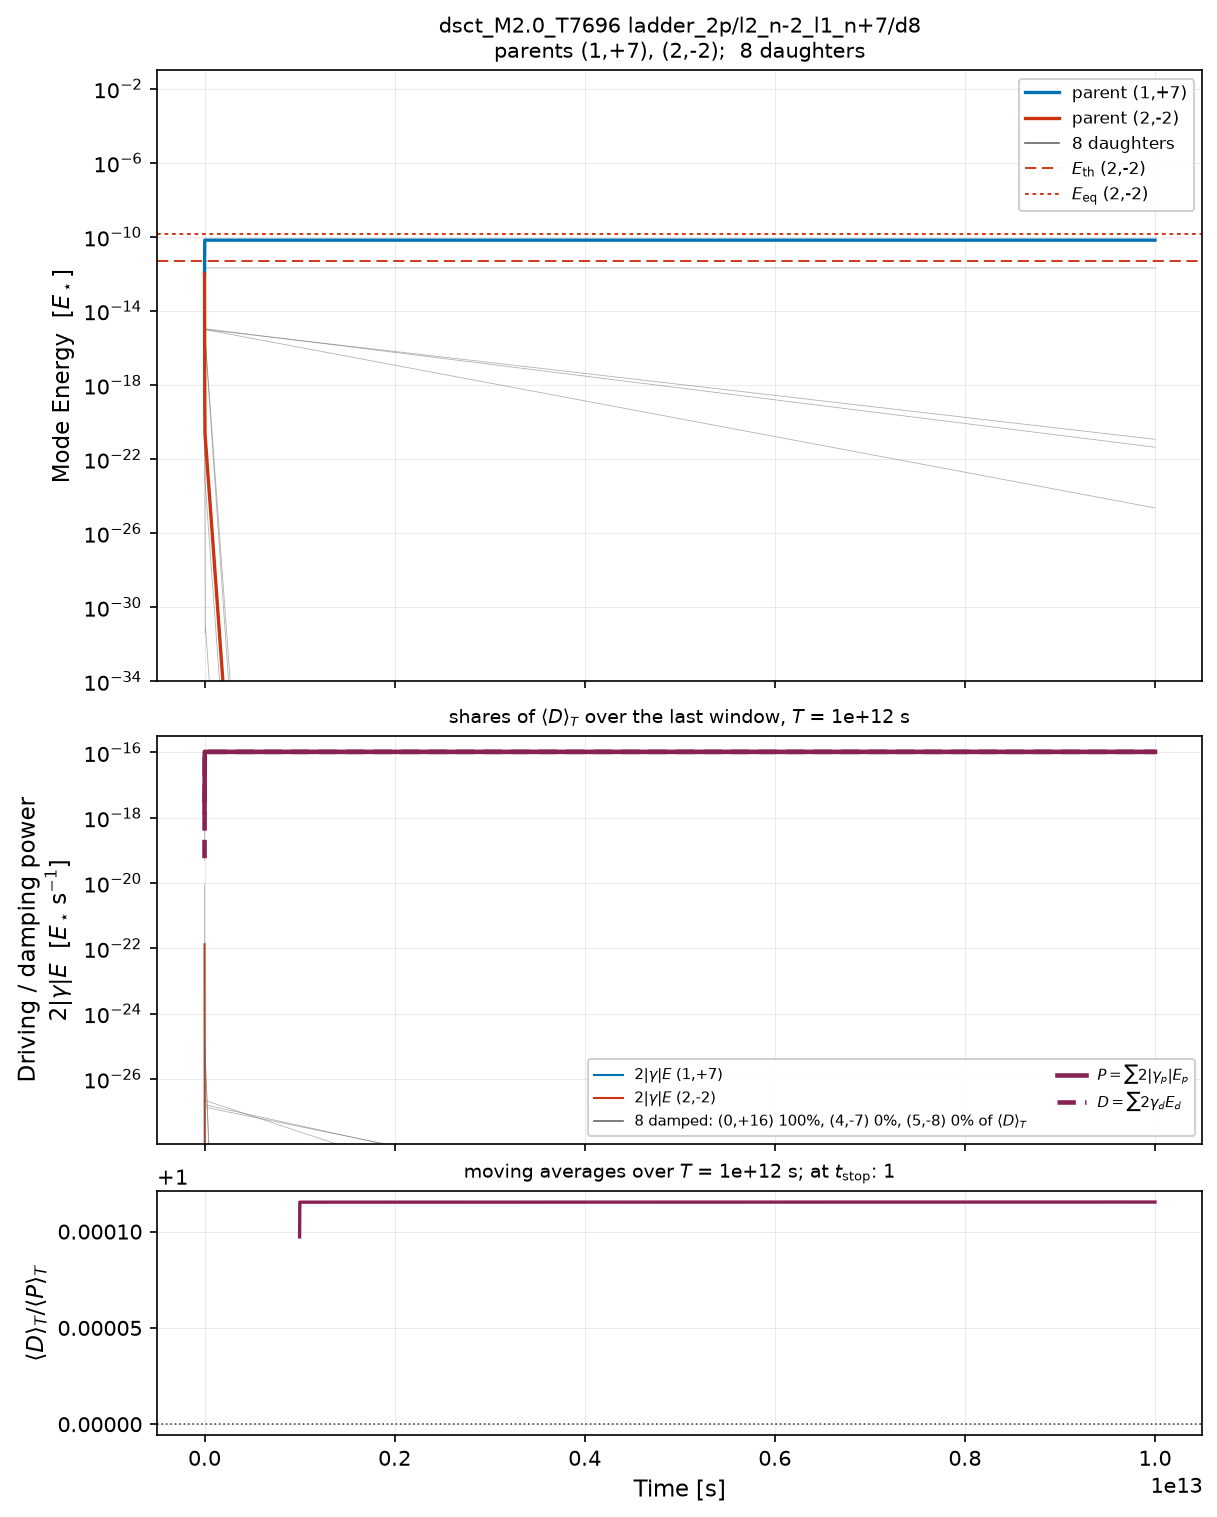 dsct_M2.0_T7696 ladder_2p/l2_n-2_l1_n+7/d8
parents (1,+7), (2,-2);  8 daughters
parent (1,+7)
parent (2,-2)
8 daughters
E_th (2,-2)
E_eq (2,-2)
Mode Energy [E⋆]
10^−2
10^−6
10^−10
10^−14
10^−18
10^−22
10^−26
10^−30
10^−34
shares of ⟨D⟩_T over the last window, T = 1e+12 s
Driving / damping power
2|γ|E [E⋆ s^−1]
10^−16
10^−18
10^−20
10^−22
10^−24
10^−26
2|γ|E (1,+7)
2|γ|E (2,-2)
8 damped: (0,+16) 100%, (4,-7) 0%, (5,-8) 0% of ⟨D⟩_T
P = ∑2|γ_p|E_p
D = ∑2γ_d E_d
moving averages over T = 1e+12 s; at t_stop: 1
+1
⟨D⟩_T/⟨P⟩_T
0.00010
0.00005
0.00000
0.0 0.2 0.4 0.6 0.8 1.0
1e13
Time [s]